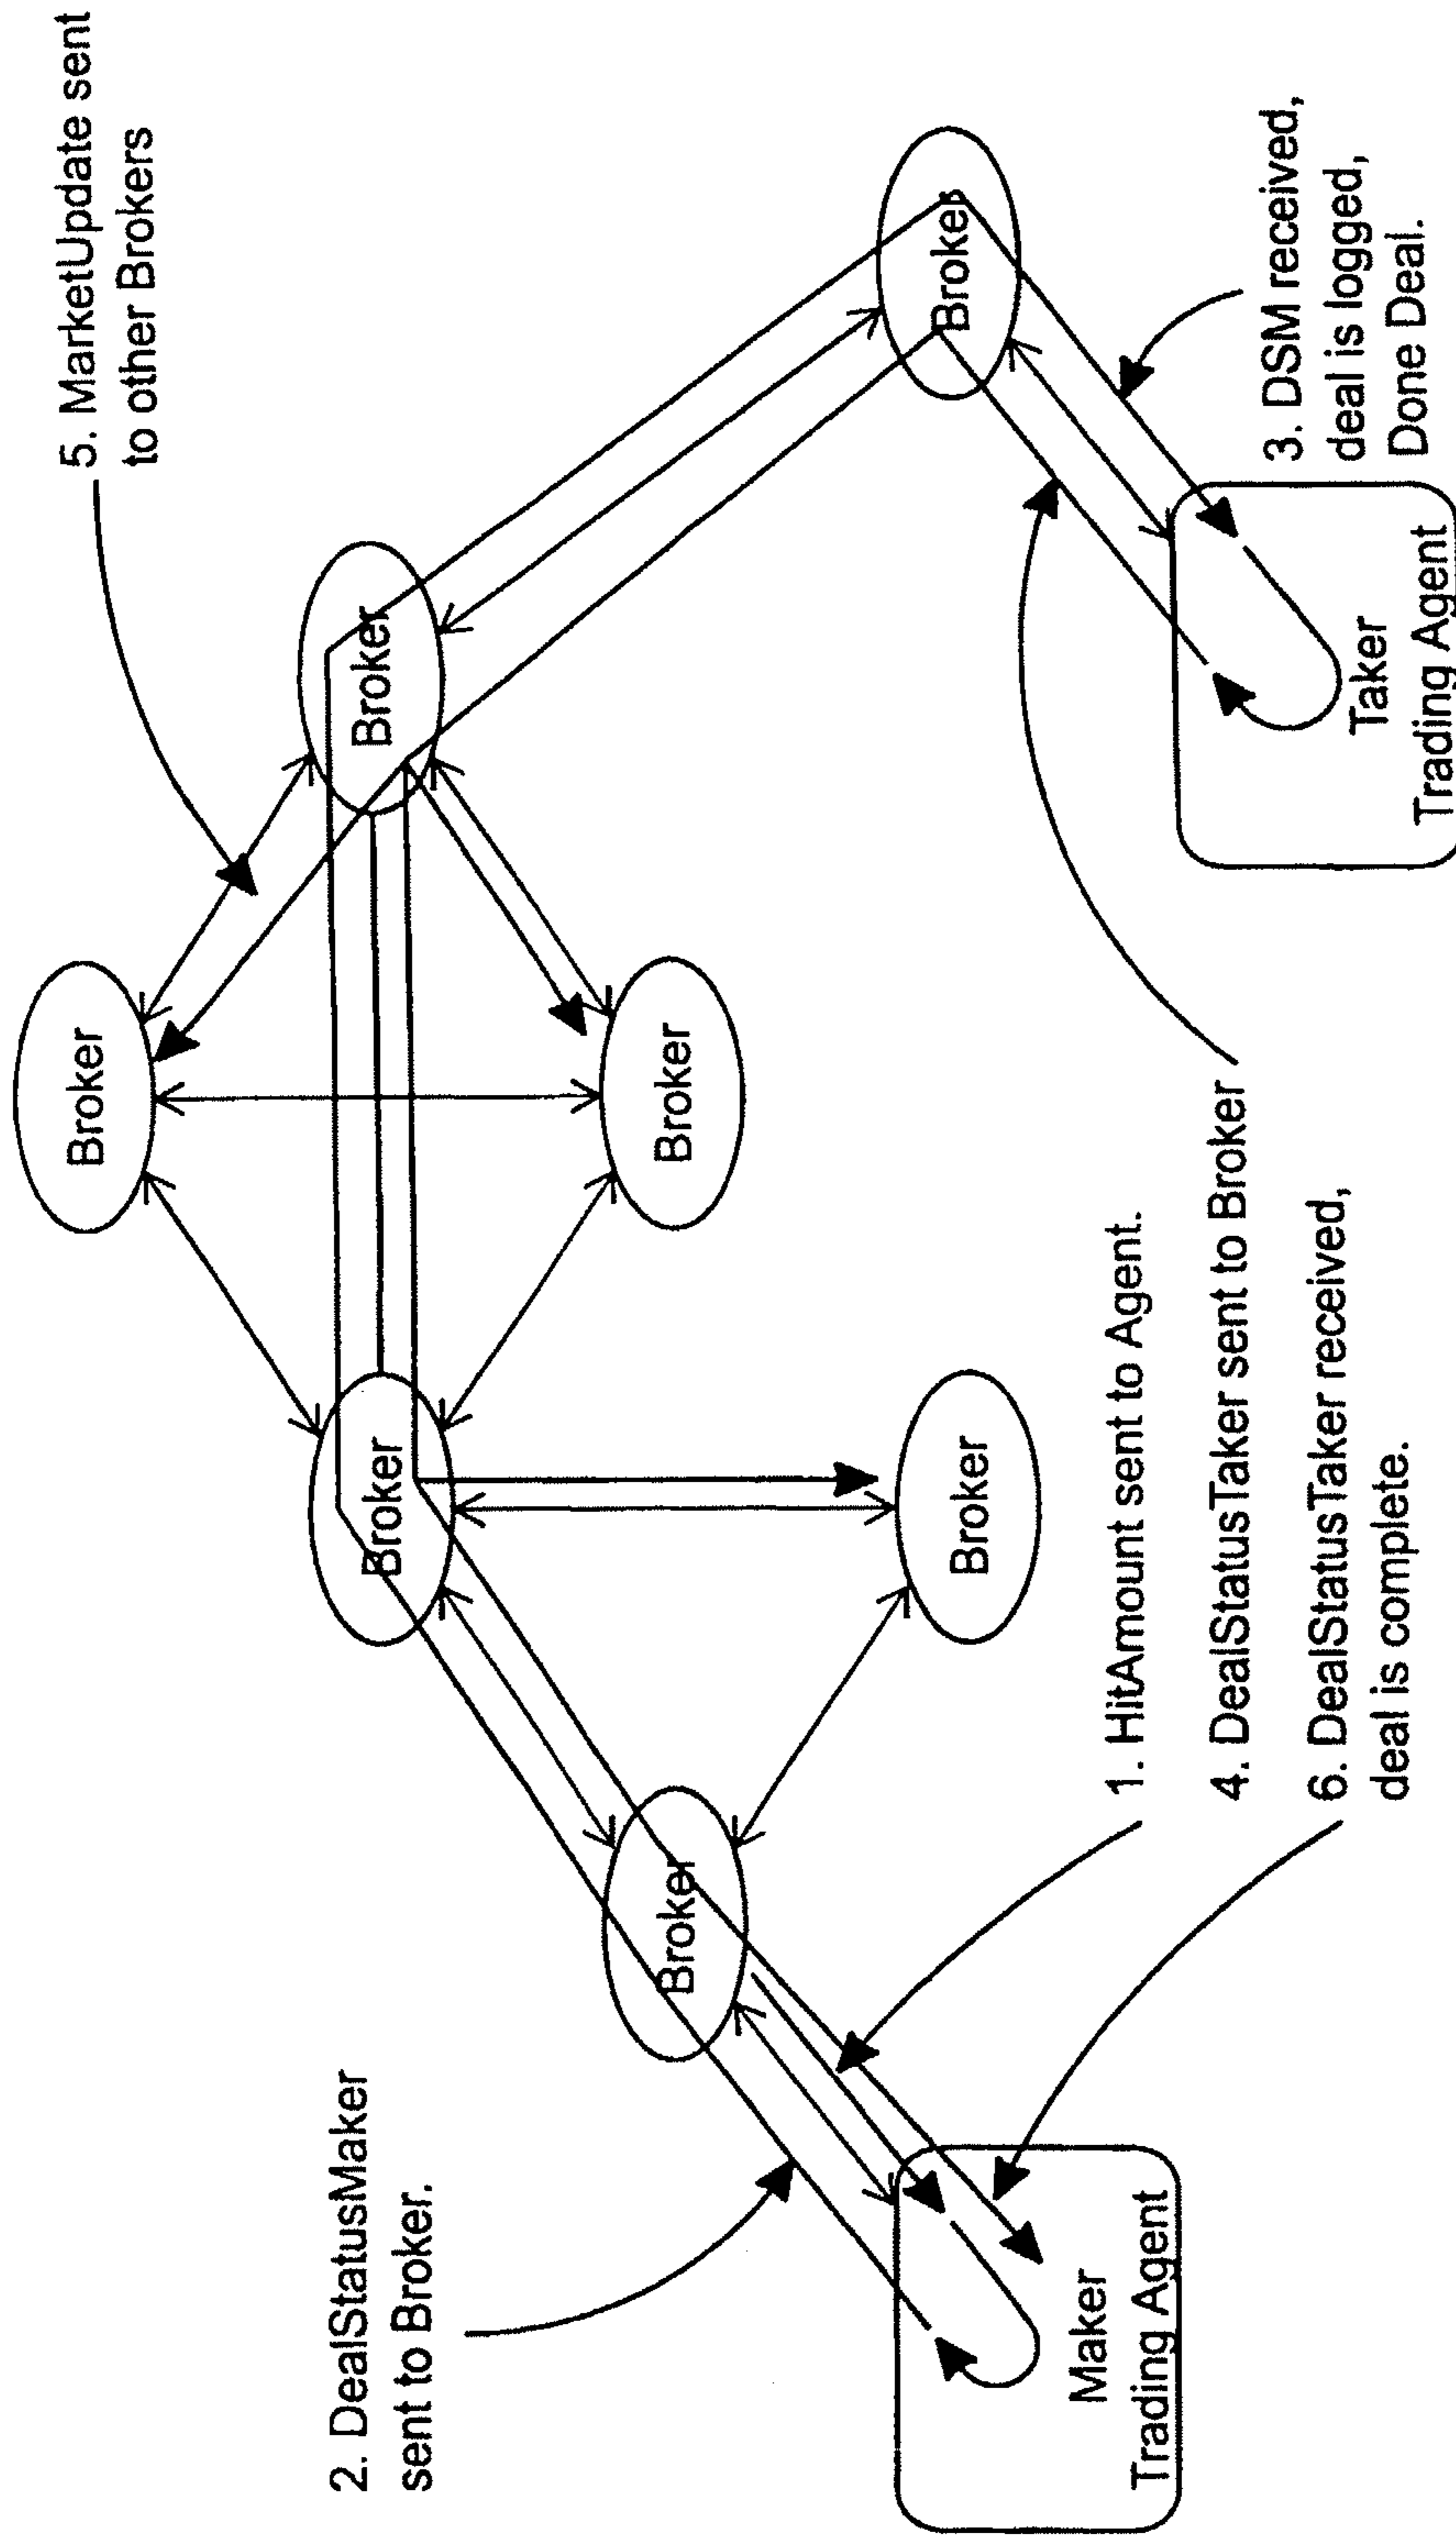 5. MarketUpdate sent
to other Brokers
Broker
Broker
Broker
Broker
Broker
Broker
Broker
2. DealStatusMaker
sent to Broker.
1. HitAmount sent to Agent.
4. DealStatusTaker sent to Broker
6. DealStatusTaker received,
deal is complete.
3. DSM received,
deal is logged,
Done Deal.
Maker
Trading Agent
Taker
Trading Agent